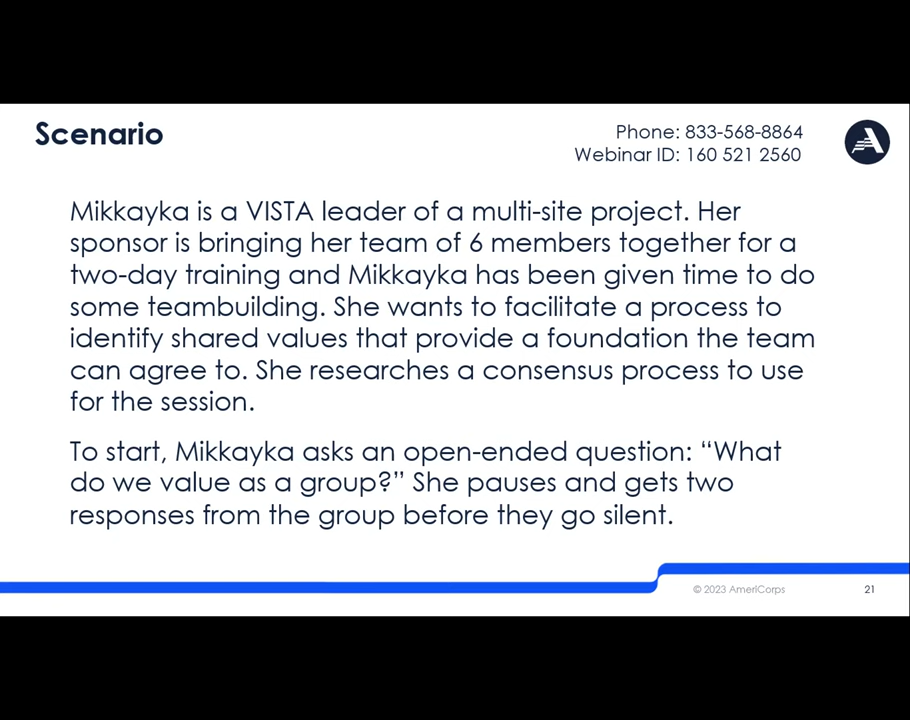 Scenario
Phone: 833-568-8864
Webinar ID: 160 521 2560
Mikkayka is a VISTA leader of a multi-site project. Her
sponsor is bringing her team of 6 members together for a
two-day training and Mikkayka has been given time to do
some teambuilding. She wants to facilitate a process to
identify shared values that provide a foundation the team
can agree to. She researches a consensus process to use
for the session.
To start, Mikkayka asks an open-ended question: “What
do we value as a group?” She pauses and gets two
responses from the group before they go silent.
© 2023 AmeriCorps
21